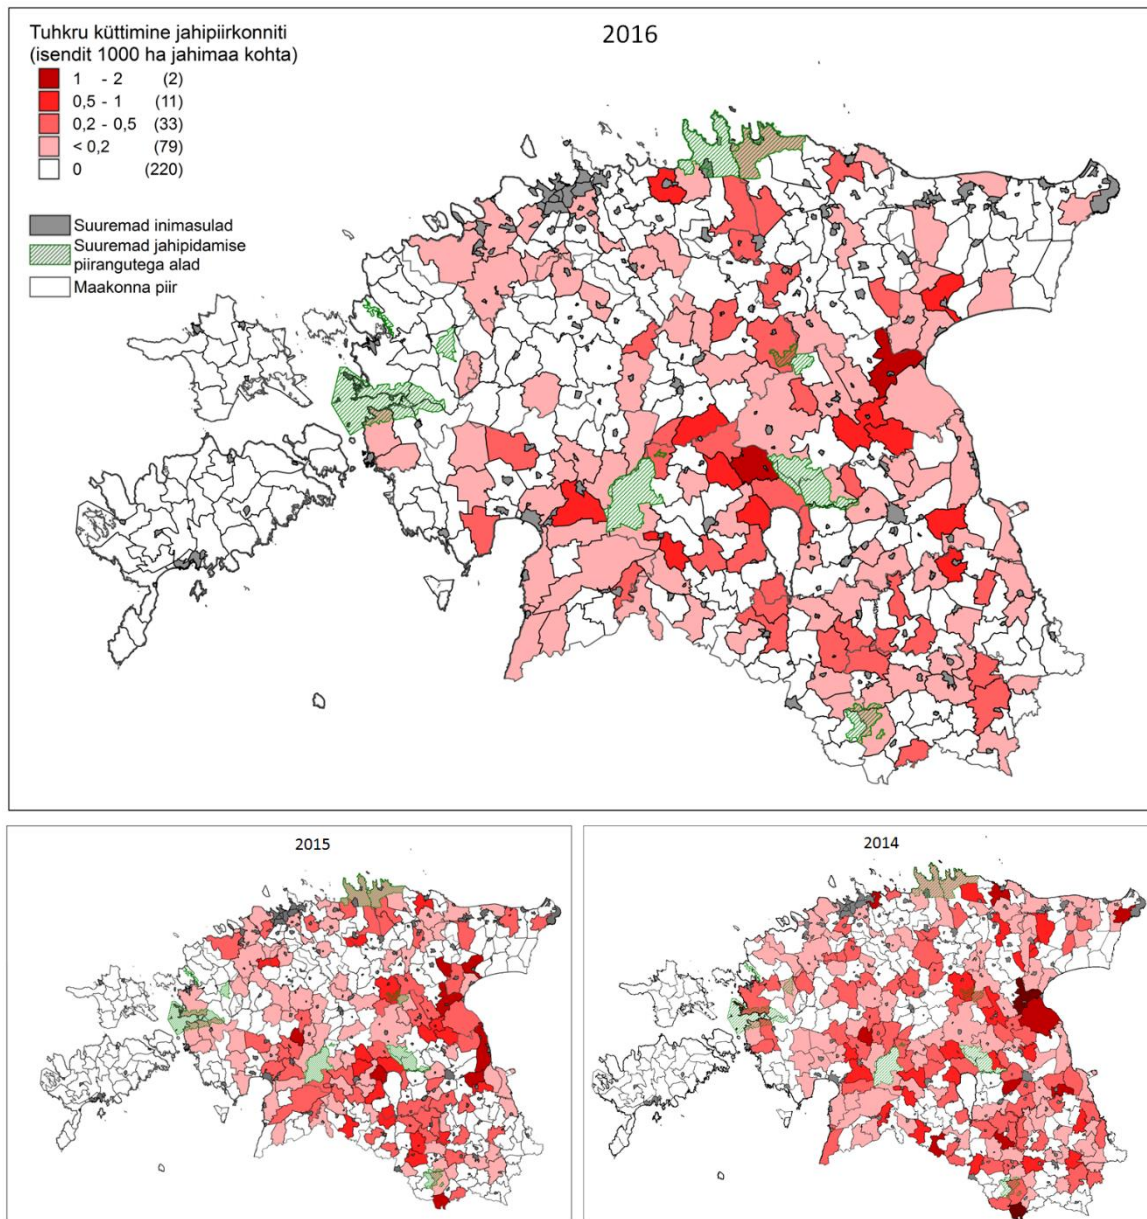 Tuhkru küttimine jahipiirkonniti
(isendit 1000 ha jahimaa kohta)
1 - 2 (2)
0,5 - 1 (11)
0,2 - 0,5 (33)
< 0,2 (79)
0 (220)
Suuremad inimasulad
Suuremad jahipidamise
piirangutega alad
Maakonna piir
2016
2015
2014